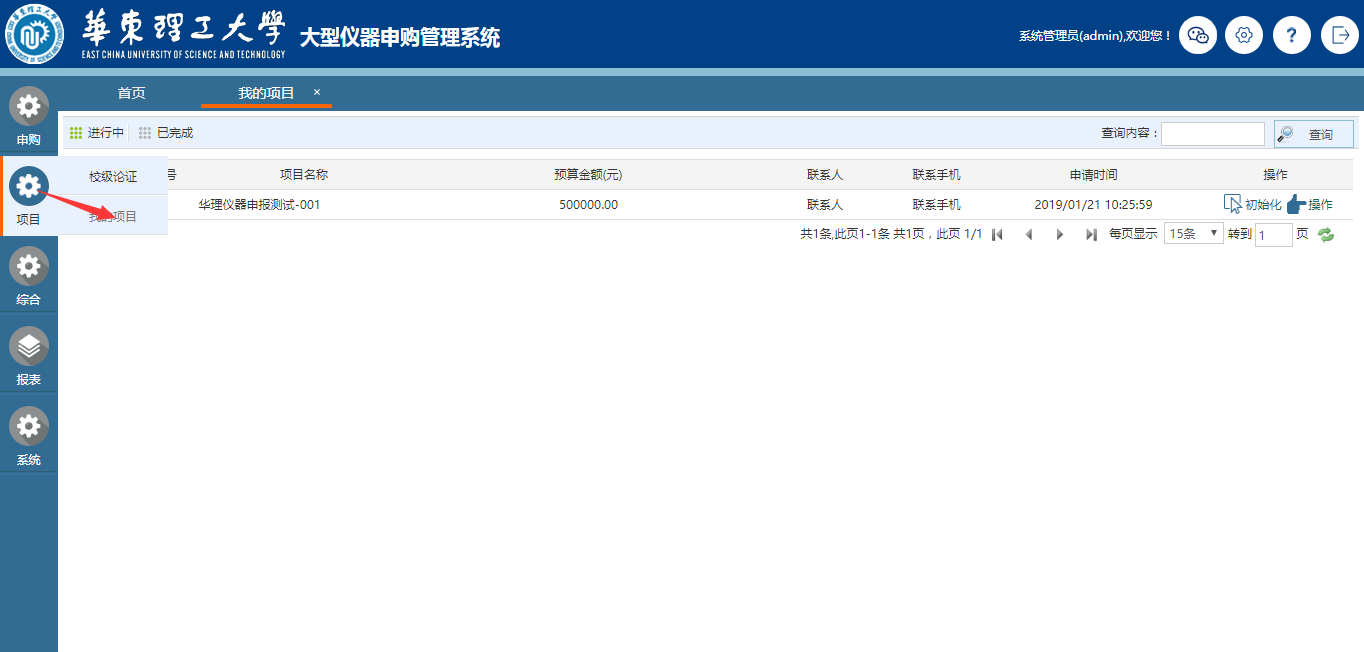 華東理工大學
EAST CHINA UNIVERSITY OF SCIENCE AND TECHNOLOGY
大型仪器申购管理系统
系统管理员(admin),欢迎您！
首页 我的项目 ×
申购
项目
综合
报表
系统
校级论证
我的项目
进行中 已完成 查询内容： 查询
号 项目名称 预算金额(元) 联系人 联系手机 申请时间 操作
华理仪器申报测试-001 500000.00 联系人 联系手机 2019/01/21 10:25:59 初始化 操作
共1条,此页1-1条 共1页，此页 1/1 每页显示 15条 转到 1 页